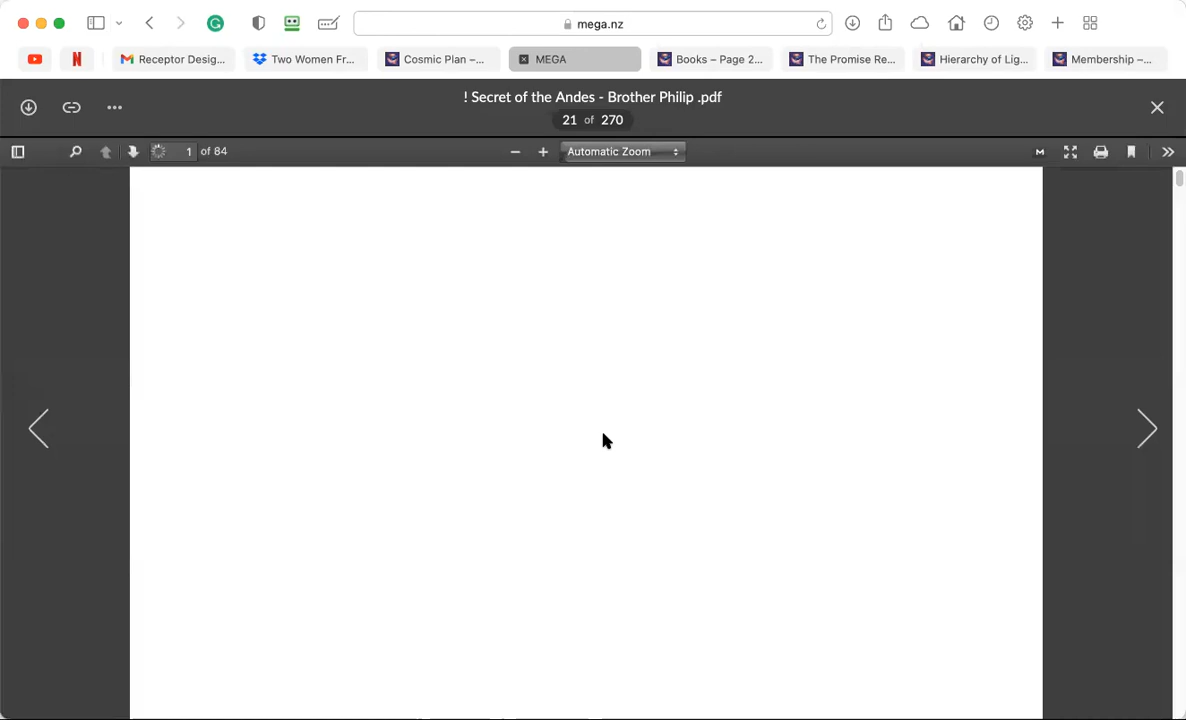 mega.nz
Receptor Desig...
Two Women Fr...
Cosmic Plan –...
MEGA
Books – Page 2...
The Promise Re...
Hierarchy of Lig...
Membership –...
! Secret of the Andes - Brother Philip .pdf
21 of 270
1 of 84
Automatic Zoom